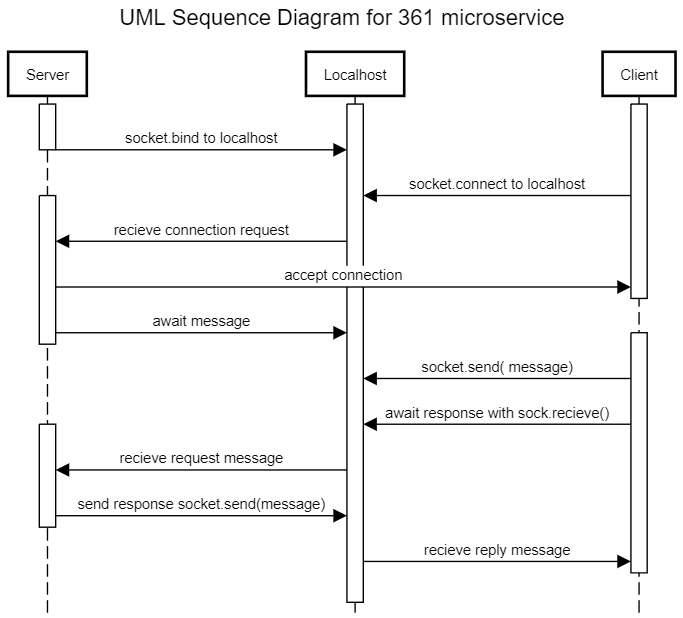 UML Sequence Diagram for 361 microservice
Server
Localhost
Client
socket.bind to localhost
socket.connect to localhost
recieve connection request
accept connection
await message
socket.send( message)
await response with sock.recieve()
recieve request message
send response socket.send(message)
recieve reply message